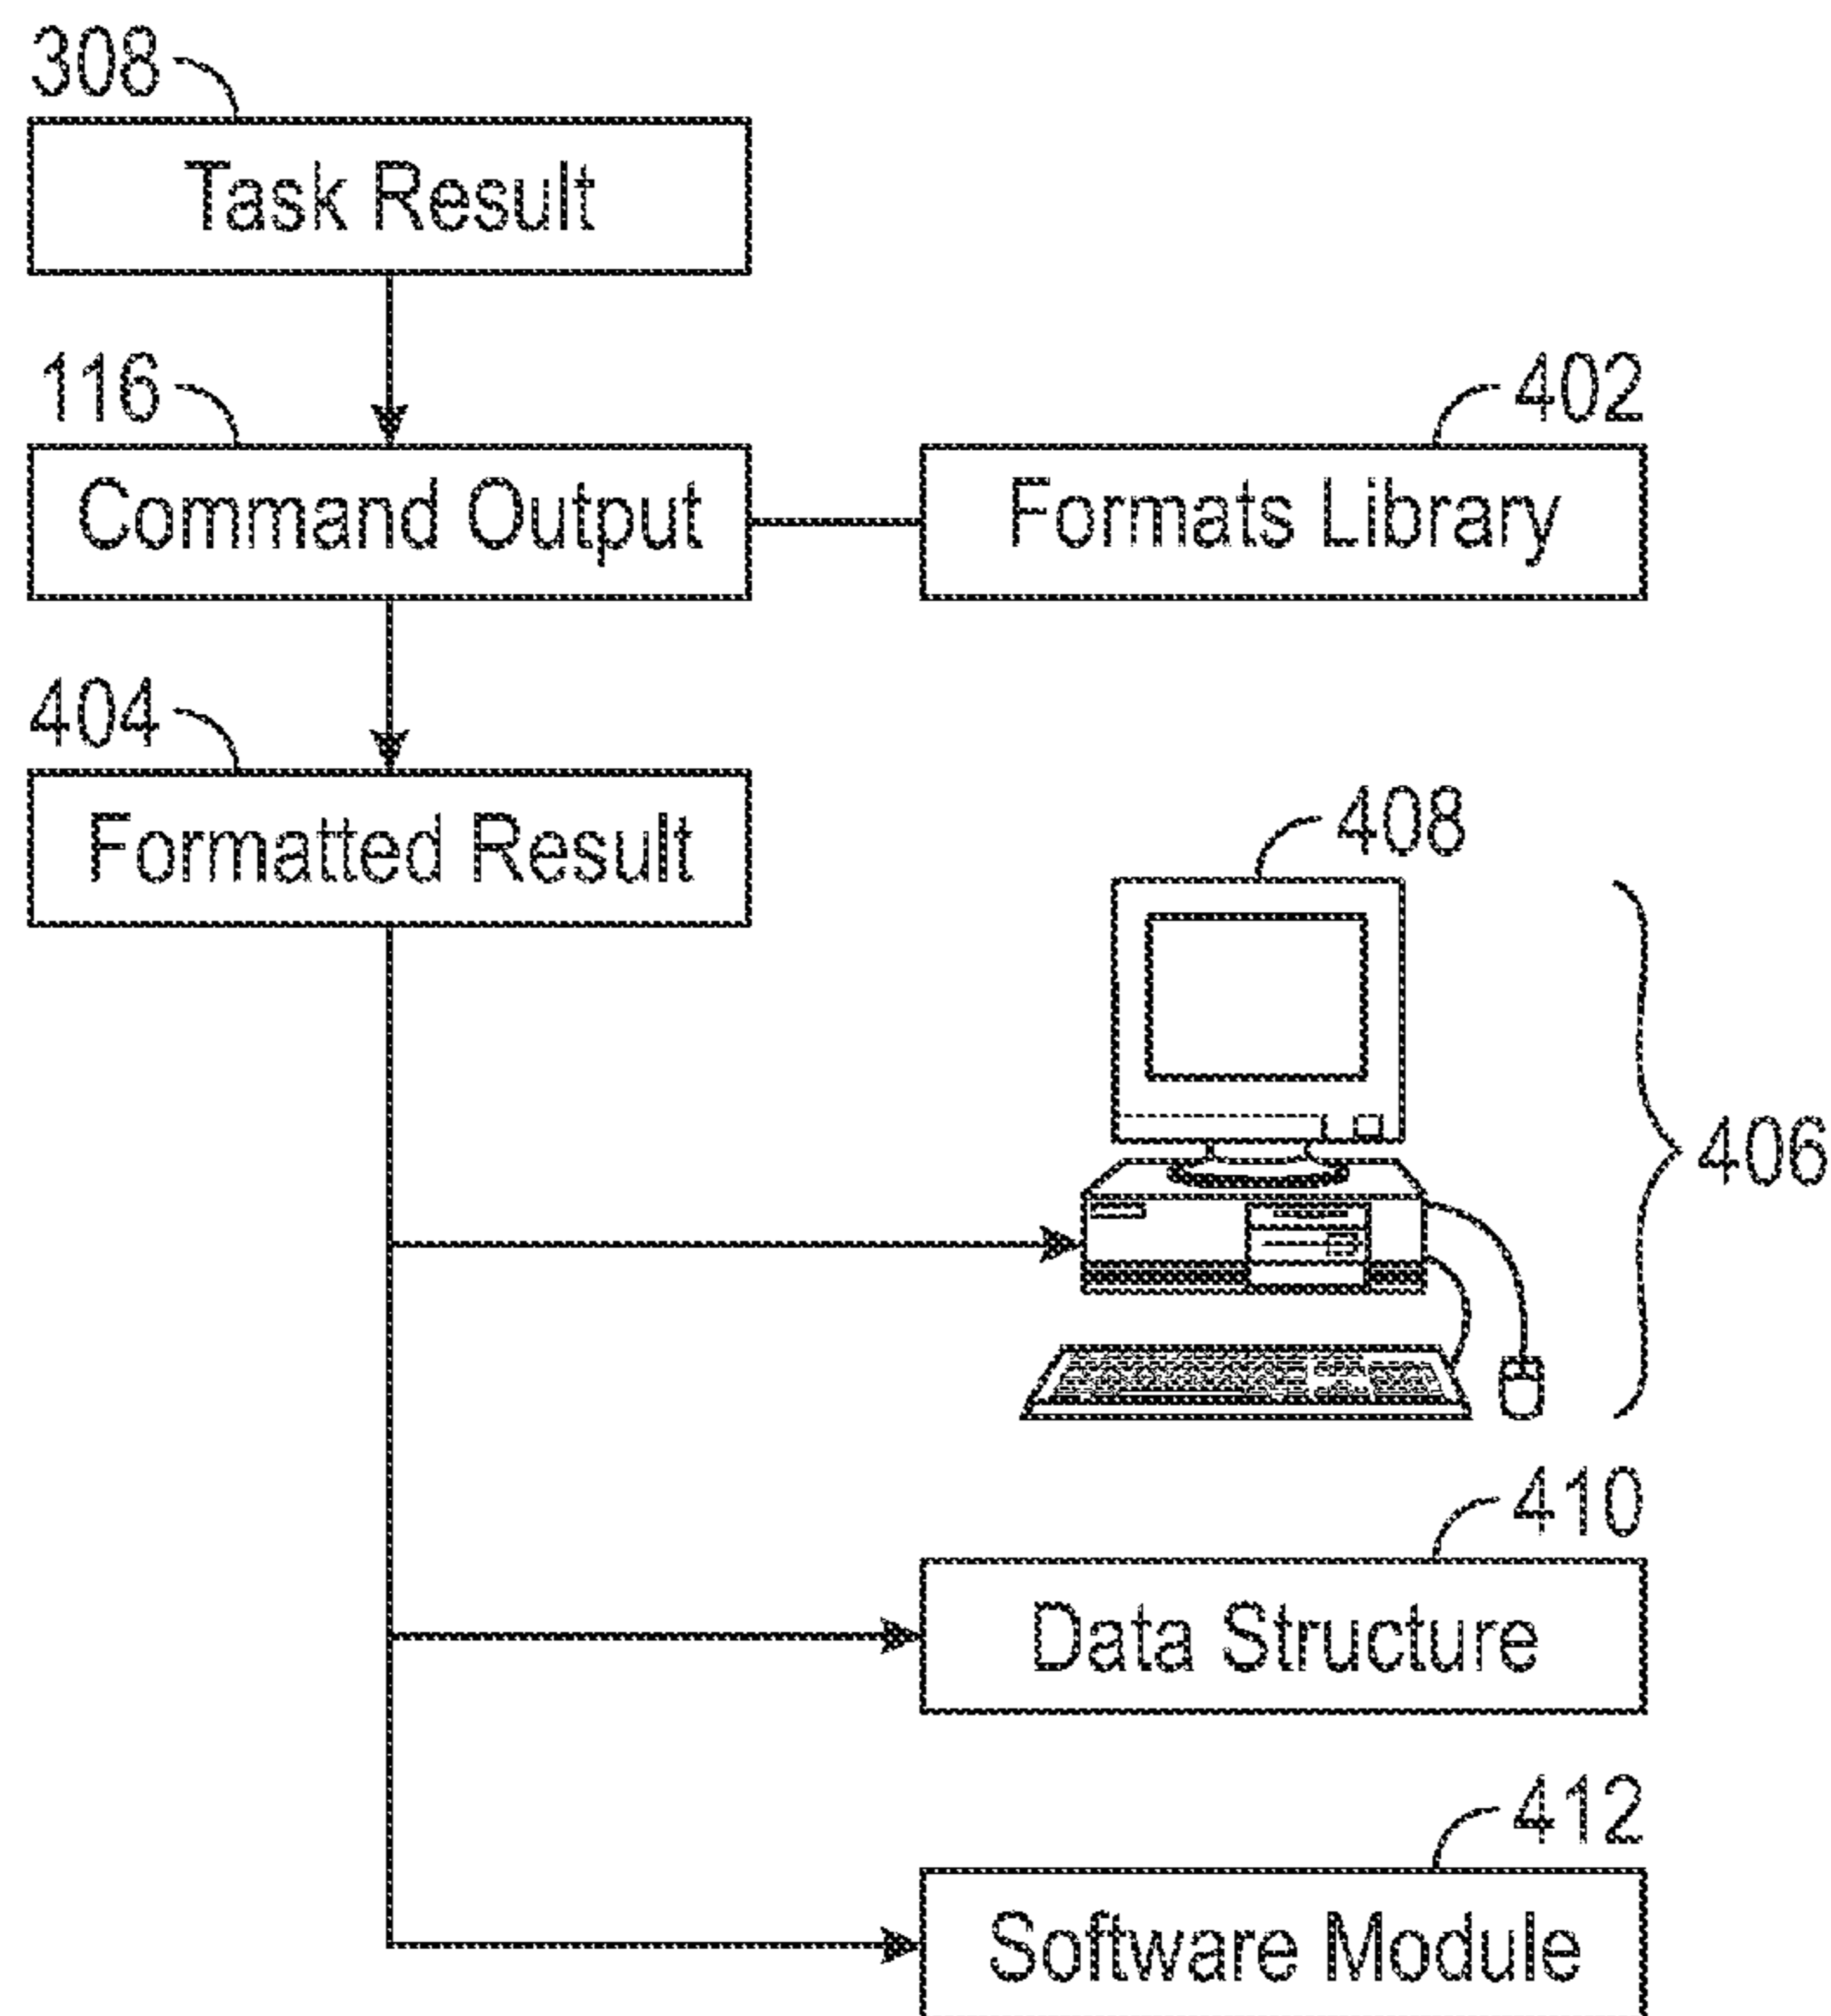 308
Task Result
116
402
Command Output
Formats Library
404
Formatted Result
408
406
410
Data Structure
412
Software Module